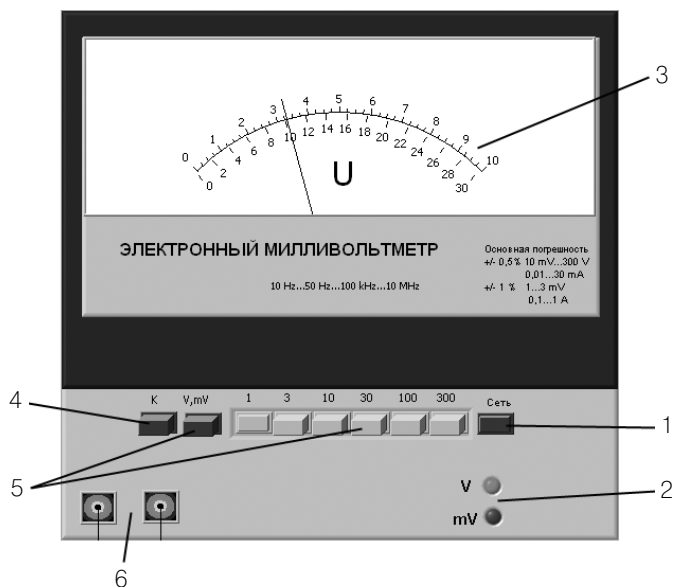 0 1 2 3 4 5 6 7 8 9 10
0 2 4 6 8 10 12 14 16 18 20 22 24 26 28 30
U
3
ЭЛЕКТРОННЫЙ МИЛЛИВОЛЬТМЕТР
10 Hz...50 Hz...100 kHz...10 MHz
Основная погрешность
+/- 0,5% 10 mV...300 V
0,01...30 mA
+/- 1 % 1...3 mV
0,1...1 A
4
K V,mV 1 3 10 30 100 300 Сеть
1
5
V
2
mV
6